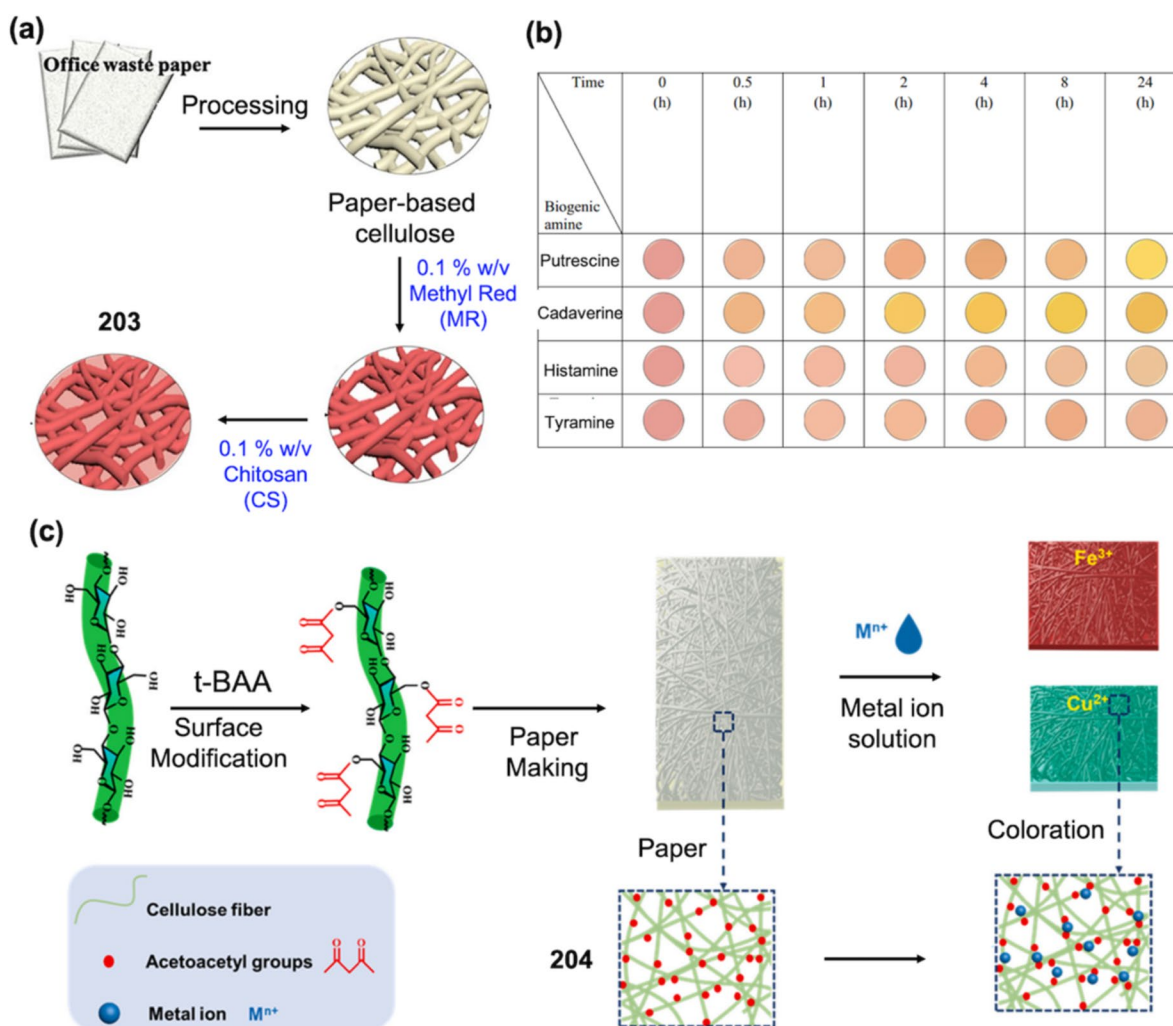 (a)
Office waste paper
Processing
Paper-based
cellulose
0.1 % w/v
Methyl Red
(MR)
203
0.1 % w/v
Chitosan
(CS)
(b)
Time
0
(h)
0.5
(h)
1
(h)
2
(h)
4
(h)
8
(h)
24
(h)
Biogenic
amine
Putrescine
Cadaverine
Histamine
Tyramine
(c)
OH
HO
O
t-BAA
Surface
Modification
Paper
Making
Mⁿ⁺
Metal ion
solution
Fe³⁺
Cu²⁺
Paper
Coloration
204
Cellulose fiber
Acetoacetyl groups
O O
Metal ion Mⁿ⁺